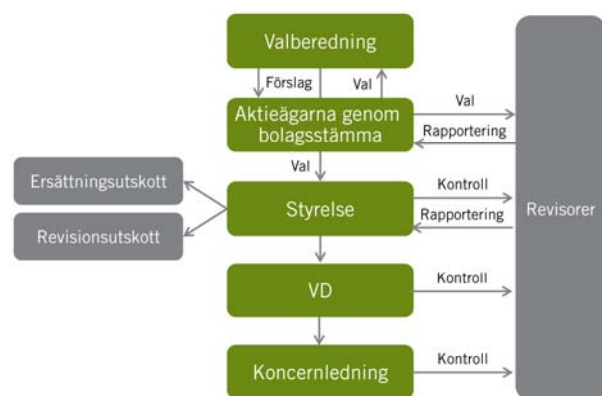 Valberedning
Förslag
Val
Aktieägarna genom
bolagsstämma
Val
Rapportering
Val
Ersättningsutskott
Revisionsutskott
Styrelse
Kontroll
Rapportering
Revisorer
VD
Kontroll
Koncernledning
Kontroll